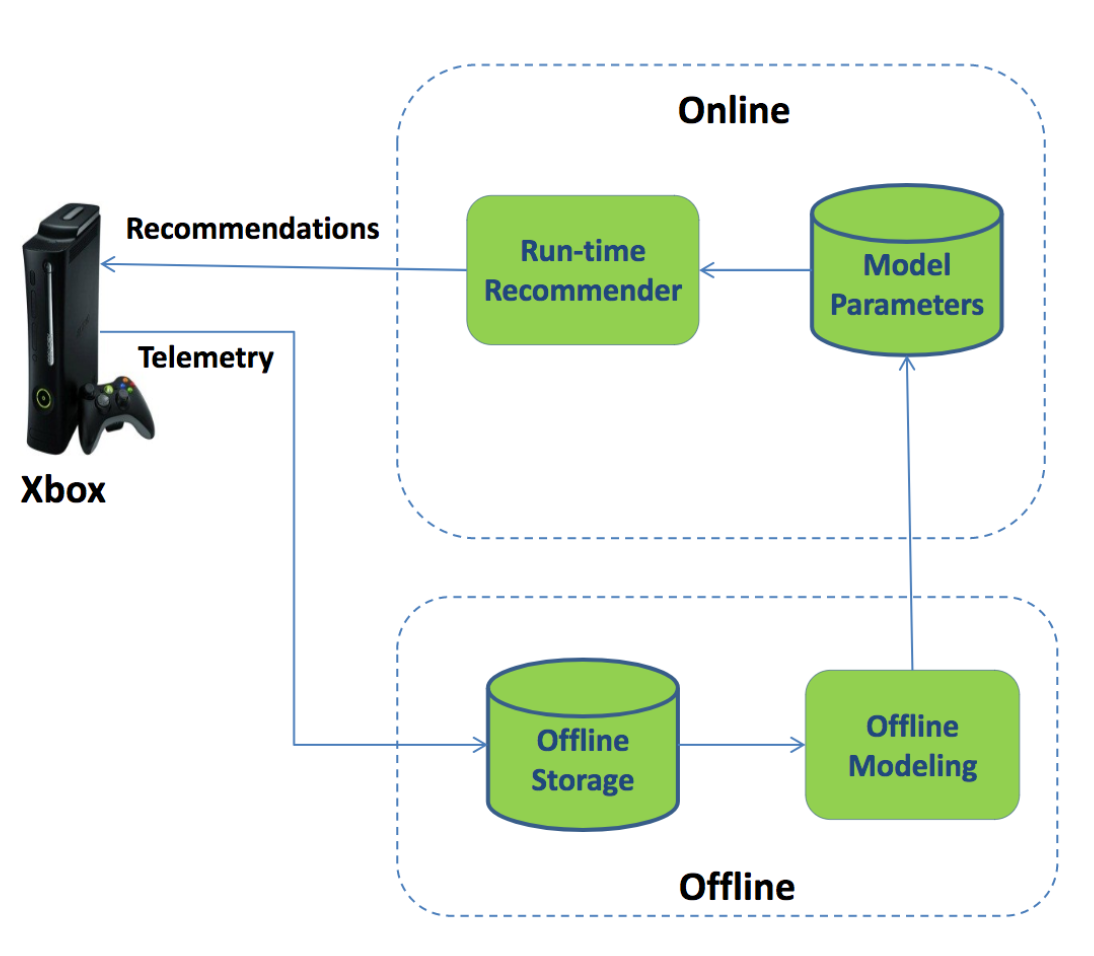 Online
Recommendations
Run-time
Recommender
Model
Parameters
Telemetry
Xbox
Offline
Storage
Offline
Modeling
Offline